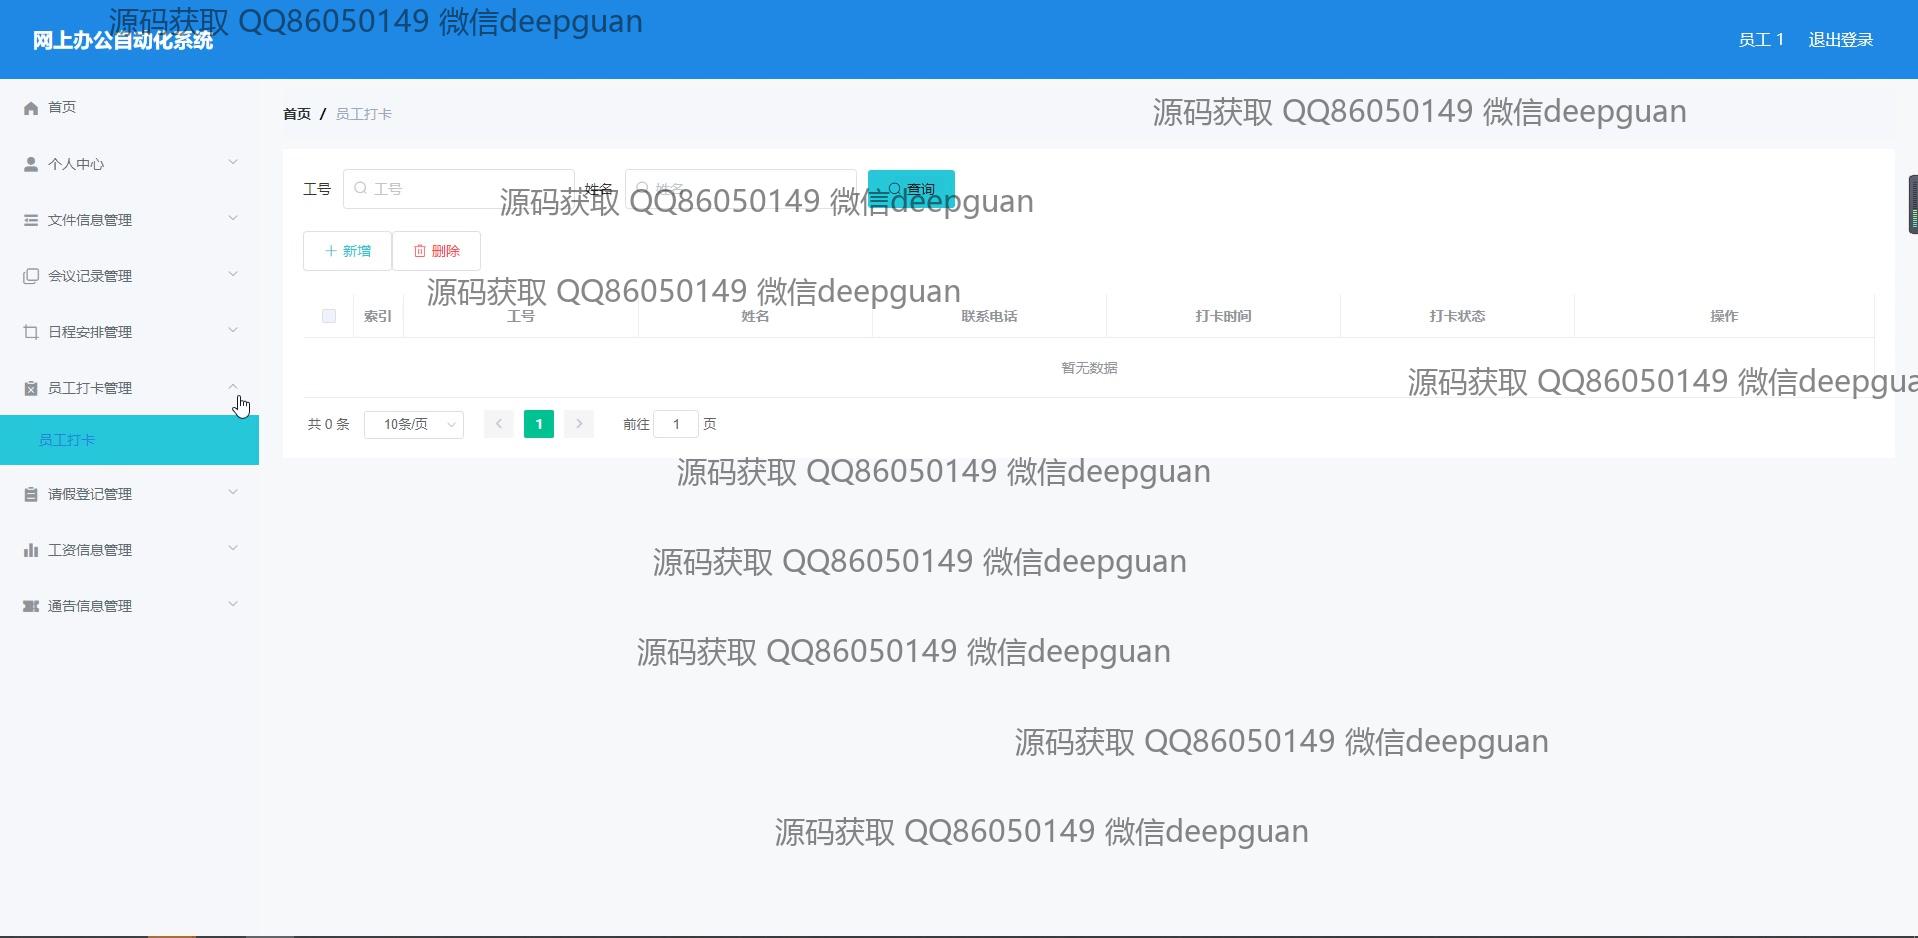 源码获取 QQ86050149 微信deepguan
网上办公自动化系统
员工 1 退出登录
首页
首页 / 员工打卡
源码获取 QQ86050149 微信deepguan
个人中心
工号 工号 姓名 姓名 查询
源码获取 QQ86050149 微信deepguan
文件信息管理
新增 删除
会议记录管理
源码获取 QQ86050149 微信deepguan
索引 工号 姓名 联系电话 打卡时间 打卡状态 操作
日程安排管理
暂无数据
源码获取 QQ86050149 微信deepgua
员工打卡管理
共 0 条 10条/页 1 前往 1 页
员工打卡
源码获取 QQ86050149 微信deepguan
请假登记管理
工资信息管理
源码获取 QQ86050149 微信deepguan
通告信息管理
源码获取 QQ86050149 微信deepguan
源码获取 QQ86050149 微信deepguan
源码获取 QQ86050149 微信deepguan